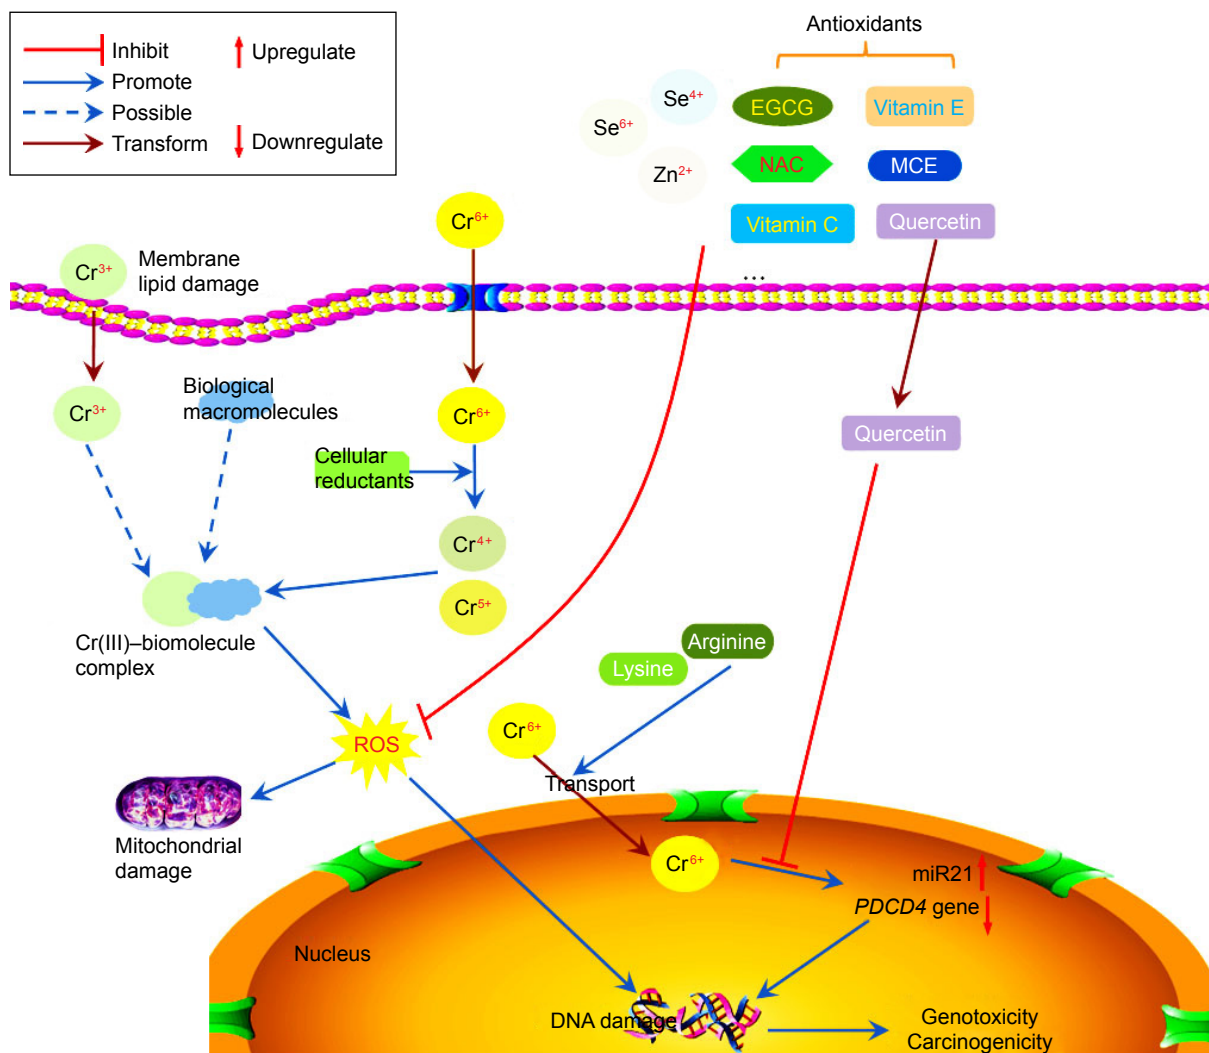 Inhibit
Promote
Possible
Transform
Upregulate
Downregulate
Antioxidants
Se4+
Se6+
Zn2+
EGCG
Vitamin E
NAC
MCE
Vitamin C
Quercetin
...
Cr6+
Cr3+
Membrane
lipid damage
Cr3+
Biological
macromolecules
Cr6+
Quercetin
Cellular
reductants
Cr4+
Cr5+
Cr(III)–biomolecule
complex
Arginine
Lysine
ROS
Cr6+
Transport
Mitochondrial
damage
Cr6+
miR21
PDCD4 gene
Nucleus
DNA damage
Genotoxicity
Carcinogenicity